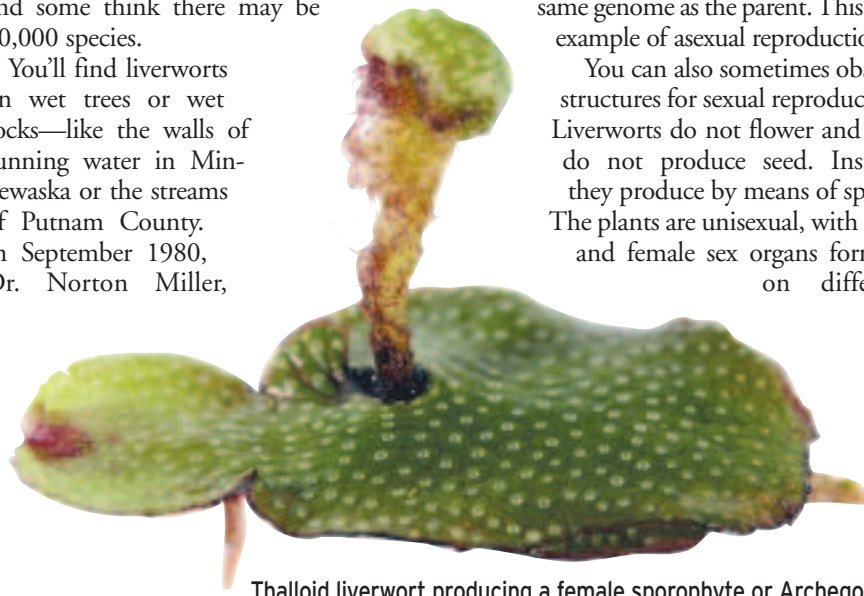 nd some think there may be
0,000 species.
You'll find liverworts
n wet trees or wet
ocks—like the walls of
unning water in Min-
ewaska or the streams
f Putnam County.
n September 1980,
Dr. Norton Miller,
same genome as the parent. This
example of asexual reproductio
You can also sometimes obs
structures for sexual reproduc
Liverworts do not flower and
do not produce seed. Inst
they produce by means of sp
The plants are unisexual, with
and female sex organs form
on diffe
Thalloid liverwort producing a female sporophyte or Archego